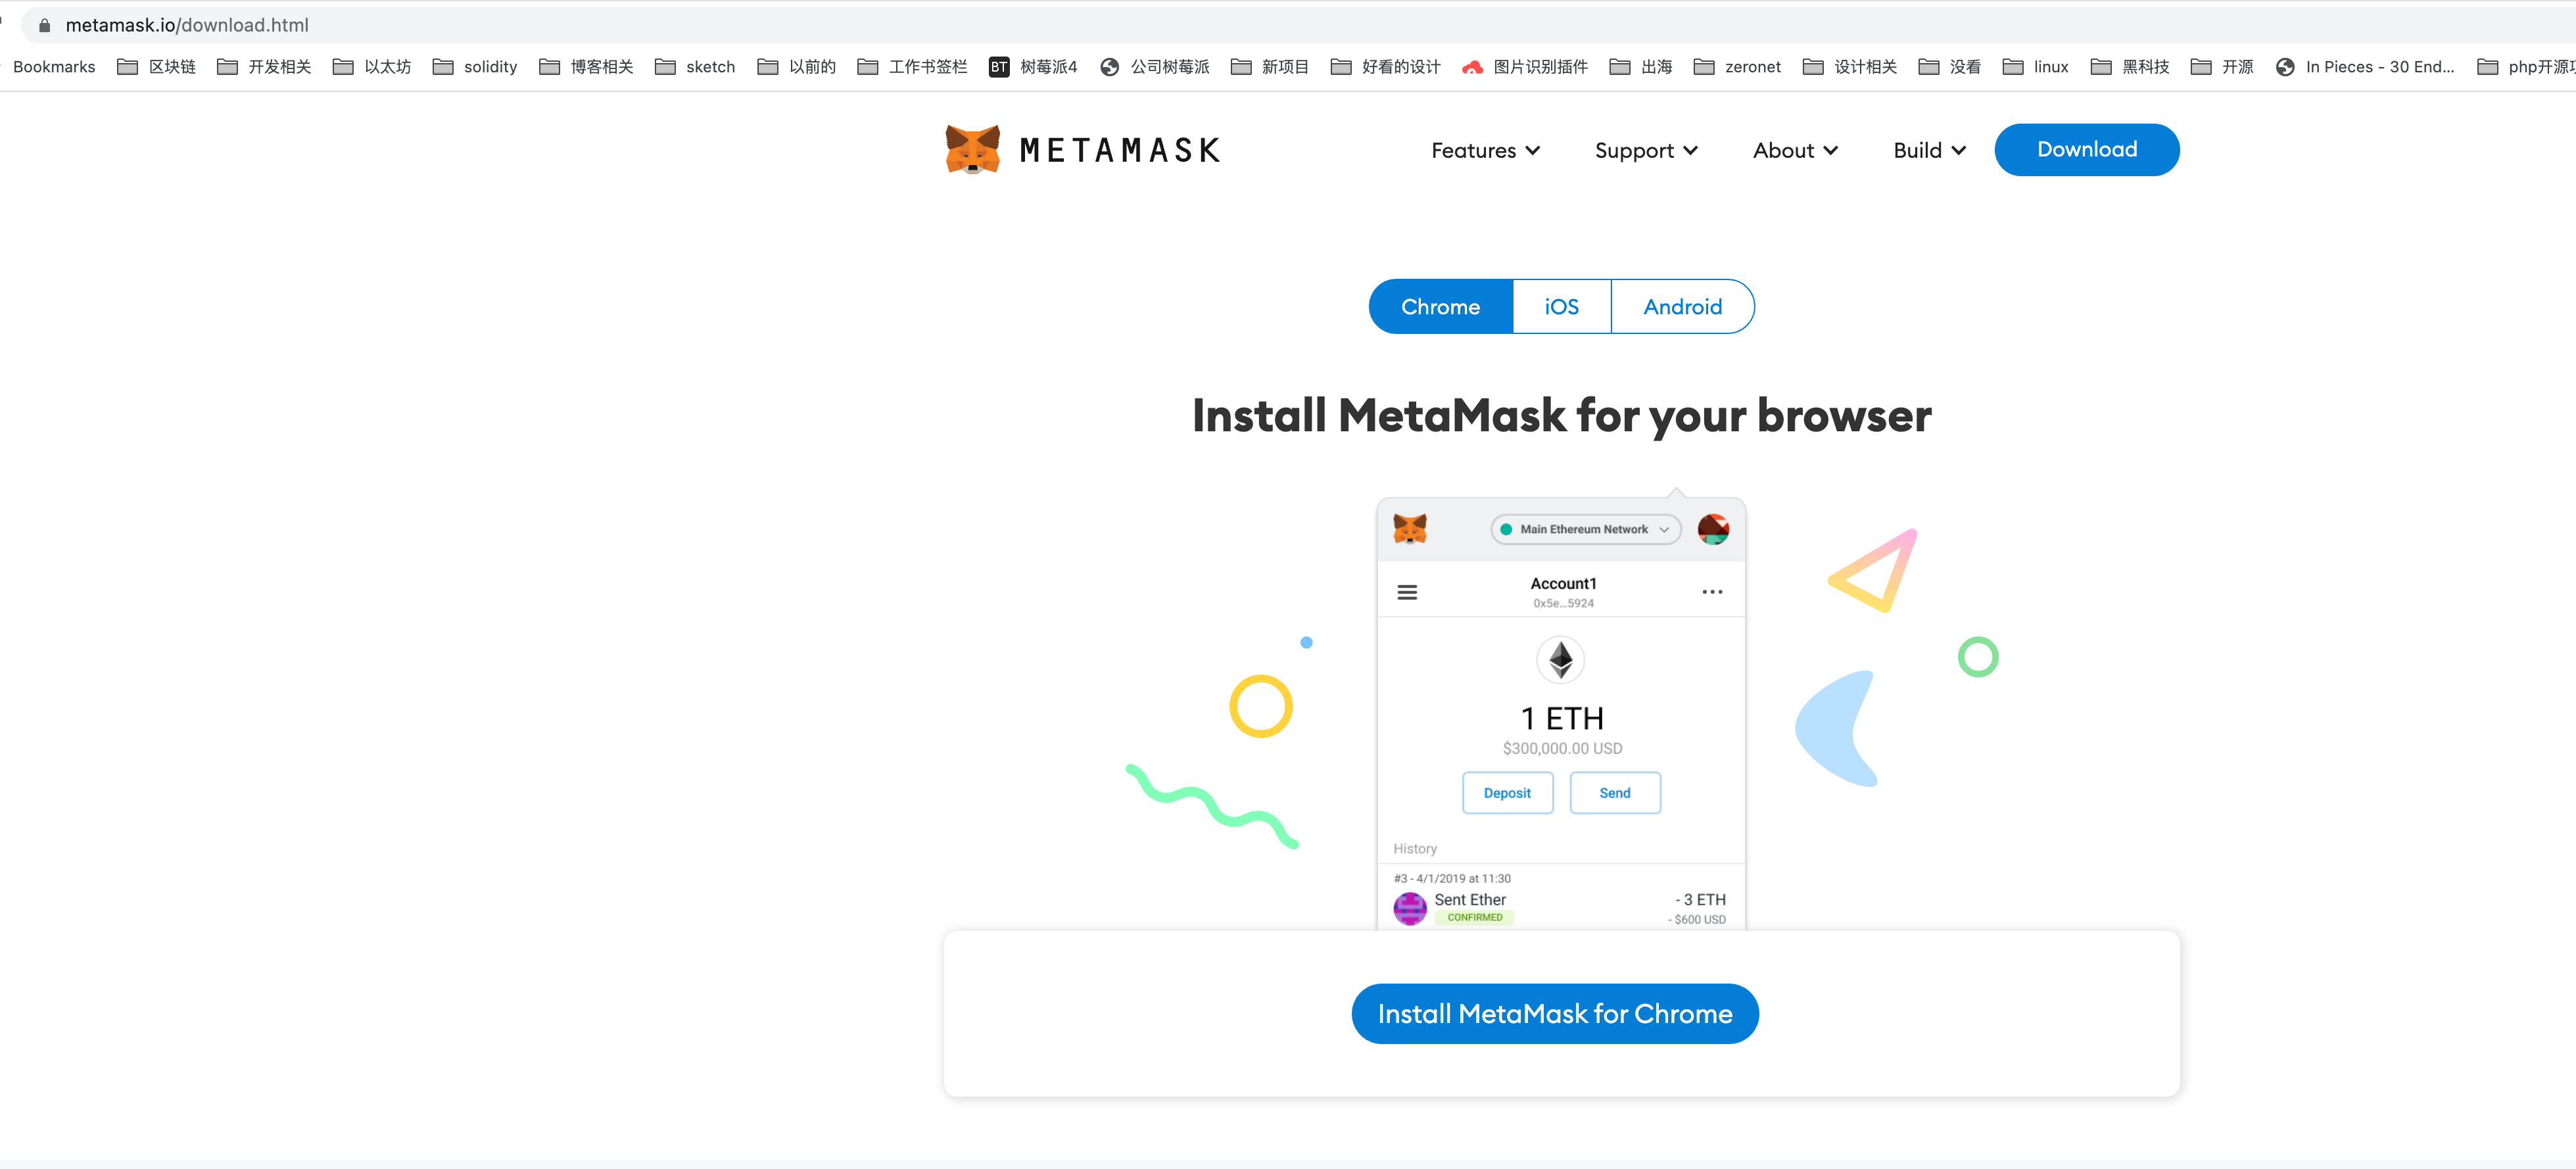 metamask.io/download.html
Bookmarks 区块链 开发相关 以太坊 solidity 博客相关 sketch 以前的 工作书签栏 BT 树莓派4 公司树莓派 新项目 好看的设计 图片识别插件 出海 zeronet 设计相关 没看 linux 黑科技 开源 In Pieces - 30 End... php开源
METAMASK Features Support About Build Download
Chrome iOS Android
Install MetaMask for your browser
Main Ethereum Network
Account1
0x5e...5924
1 ETH
$300,000.00 USD
Deposit Send
History
#3 - 4/1/2019 at 11:30
Sent Ether - 3 ETH
CONFIRMED - $600 USD
Install MetaMask for Chrome